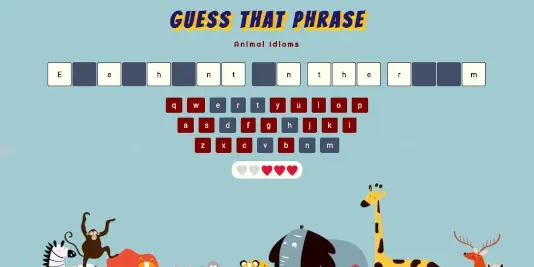 GUESS THAT PHRASE
Animal Idioms
E e h n t n t h e r m
q w e r t y u i o p
a s d f g h j k l
z x c v b n m